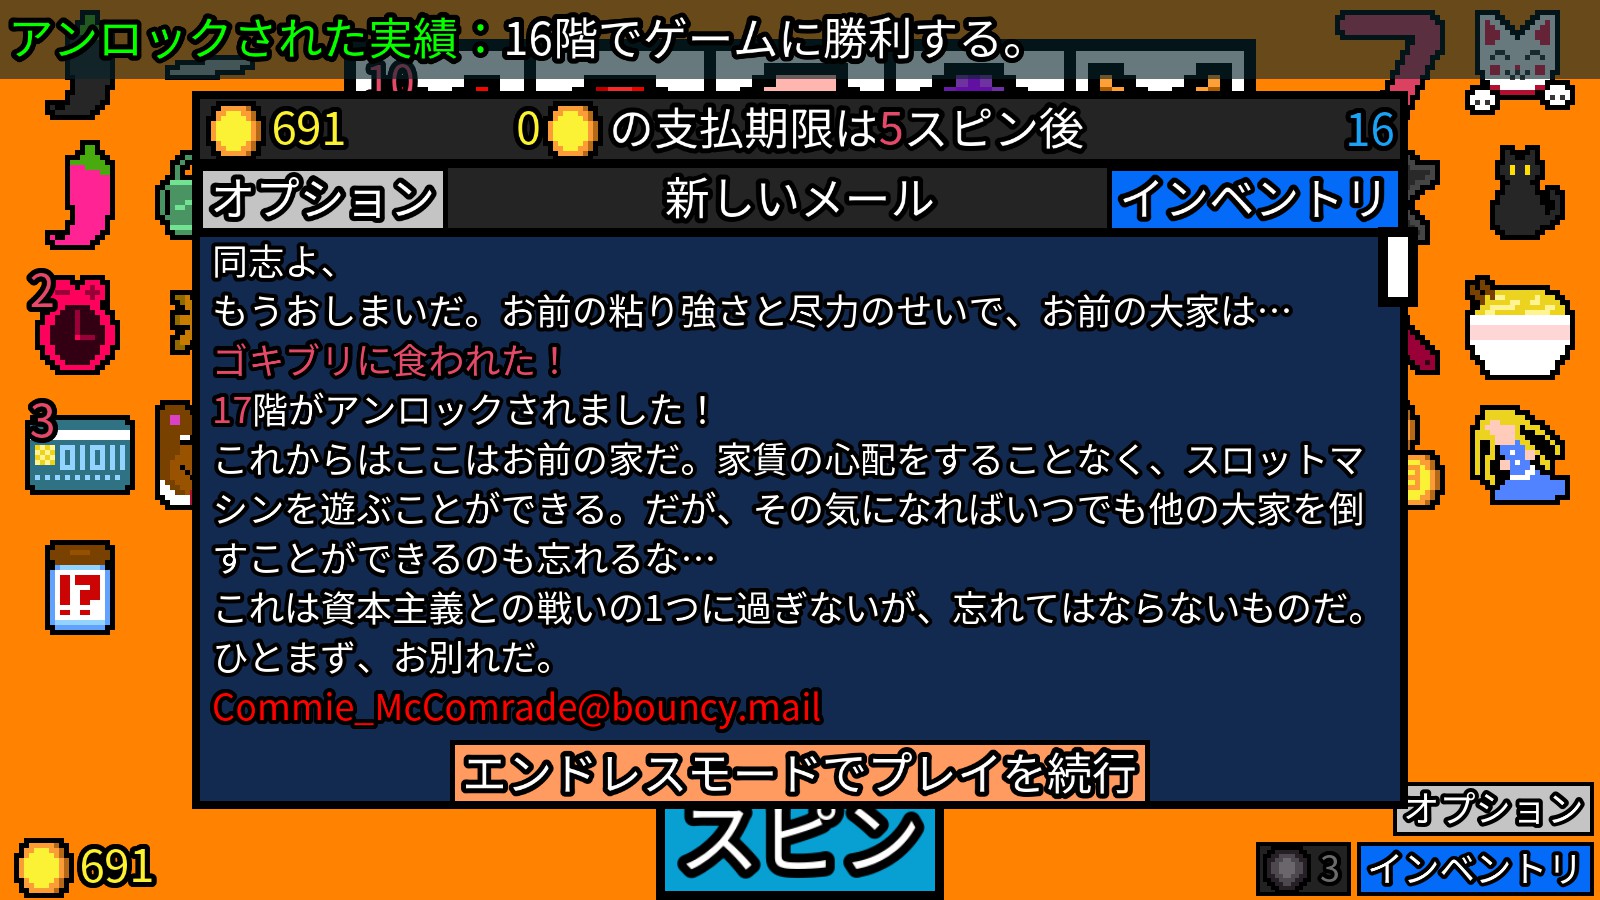 アンロックされた実績：16階でゲームに勝利する。
10
691 0の支払期限は5スピン後 16
オプション 新しいメール インベントリ
同志よ、
もうおしまいだ。お前の粘り強さと尽力のせいで、お前の大家は…
ゴキブリに食われた！
17階がアンロックされました！
これからはここはお前の家だ。家賃の心配をすることなく、スロットマ
シンを遊ぶことができる。だが、その気になればいつでも他の大家を倒
すことができるのも忘れるな…
これは資本主義との戦いの1つに過ぎないが、忘れてはならないものだ。
ひとまず、お別れだ。
Commie_McComrade@bouncy.mail
エンドレスモードでプレイを続行
2
3
!?
スピン
オプション
691
3 インベントリ